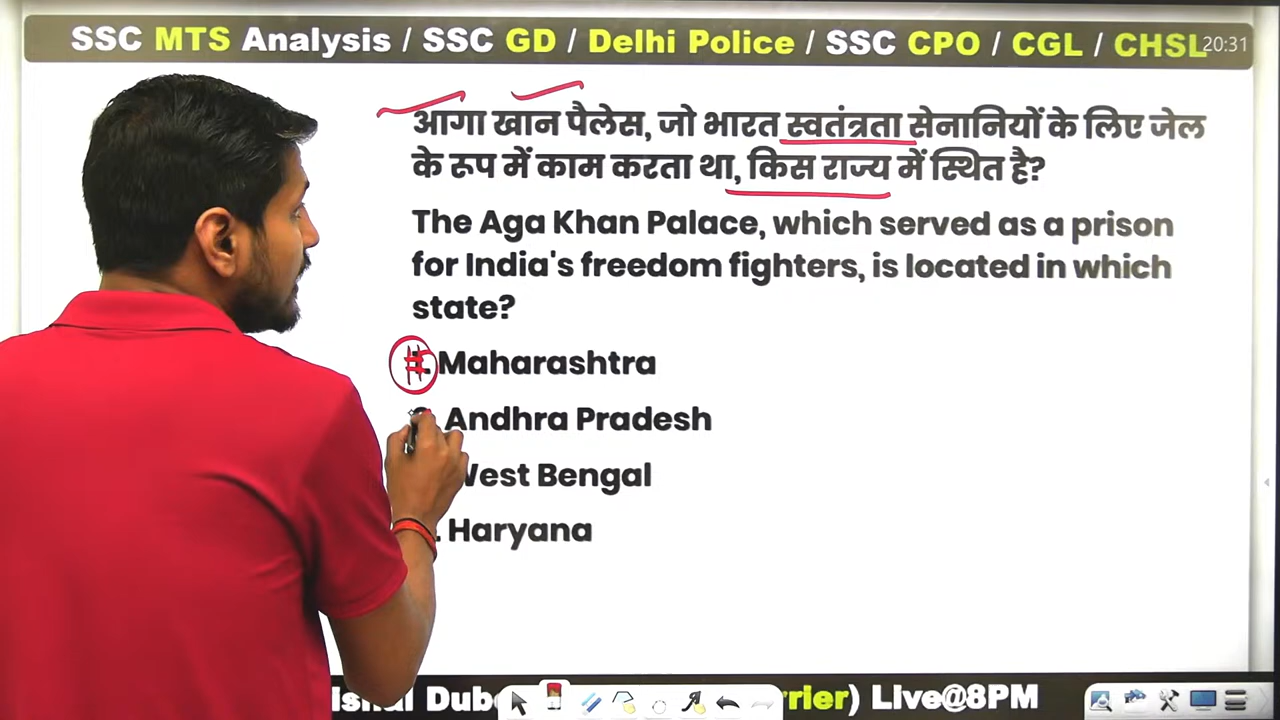 SSC MTS Analysis / SSC GD / Delhi Police / SSC CPO / CGL / CHSL
20:31
आगा खान पैलेस, जो भारत स्वतंत्रता सेनानियों के लिए जेल
के रूप में काम करता था, किस राज्य में स्थित है?
The Aga Khan Palace, which served as a prison
for India's freedom fighters, is located in which
state?
1. Maharashtra
Andhra Pradesh
West Bengal
Haryana
Live@8PM